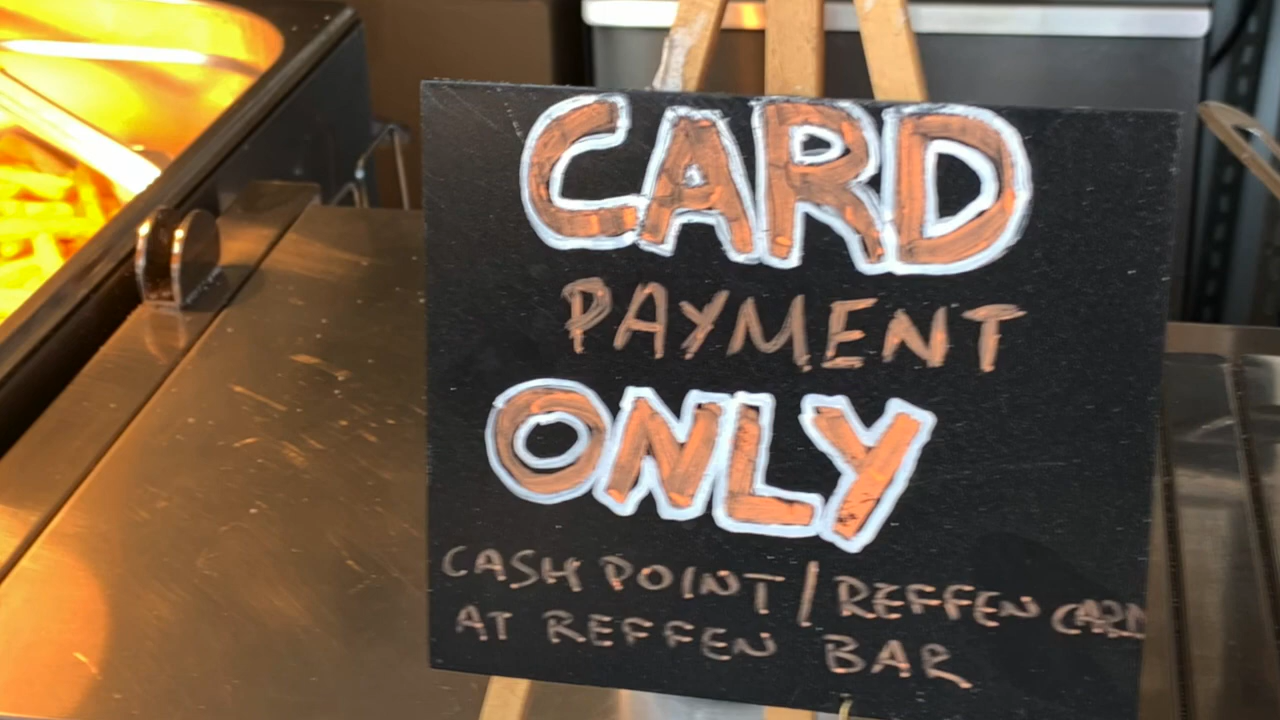 CARD
PAYMENT
ONLY
CASH POINT / REFFEN CARD
AT REFFEN BAR